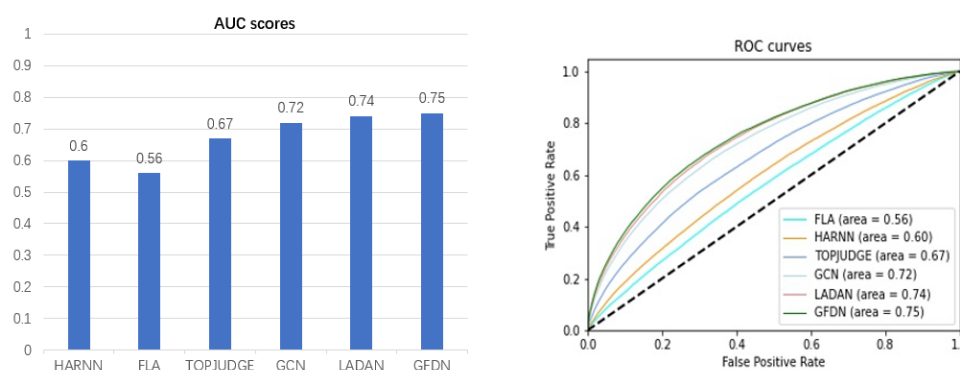 AUC scores
1
0.9
0.8
0.7
0.6
0.5
0.4
0.3
0.2
0.1
0
0.6
0.56
0.67
0.72
0.74
0.75
HARNN FLA TOPJUDGE GCN LADAN GFDN
ROC curves
True Positive Rate
1.0
0.8
0.6
0.4
0.2
0.0
FLA (area = 0.56)
HARNN (area = 0.60)
TOPJUDGE (area = 0.67)
GCN (area = 0.72)
LADAN (area = 0.74)
GFDN (area = 0.75)
0.0 0.2 0.4 0.6 0.8 1.
False Positive Rate